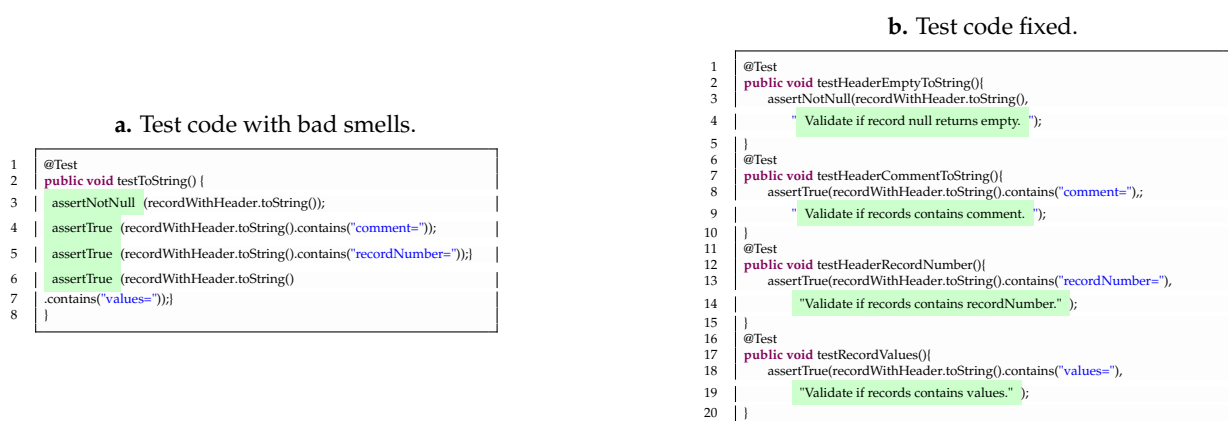 a. Test code with bad smells.
1 @Test
2 public void testToString() {
3 assertNotNull (recordWithHeader.toString());
4 assertTrue (recordWithHeader.toString().contains("comment="));
5 assertTrue (recordWithHeader.toString().contains("recordNumber="));}
6 assertTrue (recordWithHeader.toString()
7 .contains("values="));}
8 }
b. Test code fixed.
1 @Test
2 public void testHeaderEmptyToString(){
3 assertNotNull(recordWithHeader.toString(),
4 " Validate if record null returns empty. ");
5 }
6 @Test
7 public void testHeaderCommentToString(){
8 assertTrue(recordWithHeader.toString().contains("comment="),;
9 " Validate if records contains comment. ");
10 }
11 @Test
12 public void testHeaderRecordNumber(){
13 assertTrue(recordWithHeader.toString().contains("recordNumber="),
14 "Validate if records contains recordNumber." );
15 }
16 @Test
17 public void testRecordValues(){
18 assertTrue(recordWithHeader.toString().contains("values="),
19 "Validate if records contains values." );
20 }